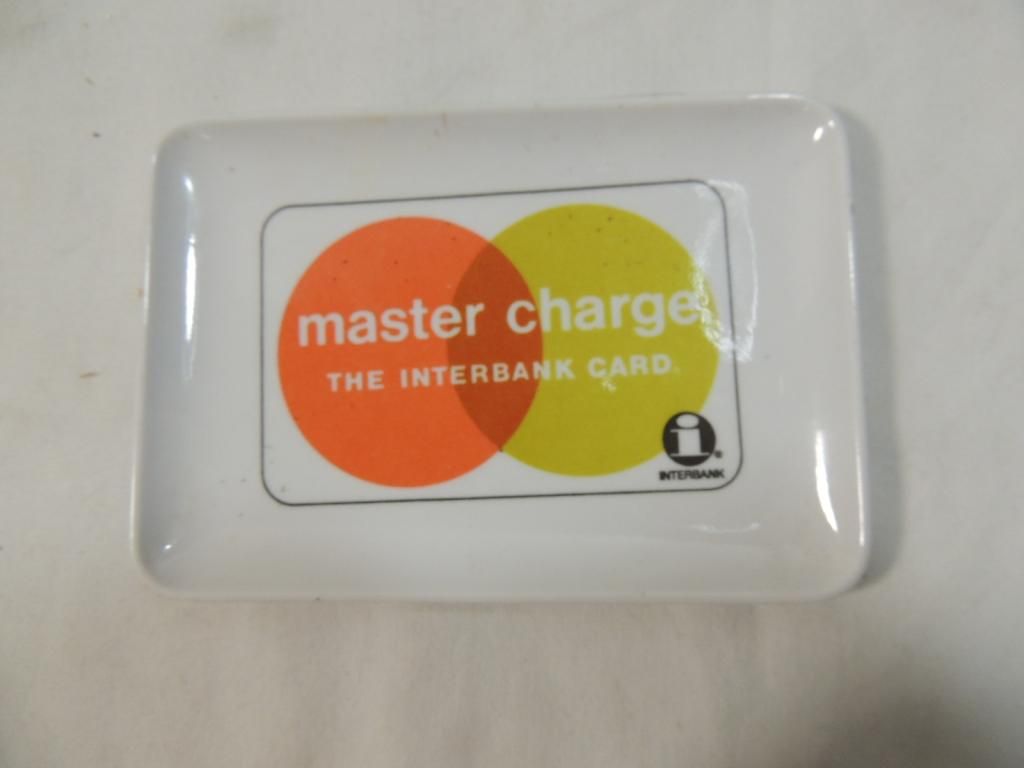 master charge
THE INTERBANK CARD
i®
INTERBANK